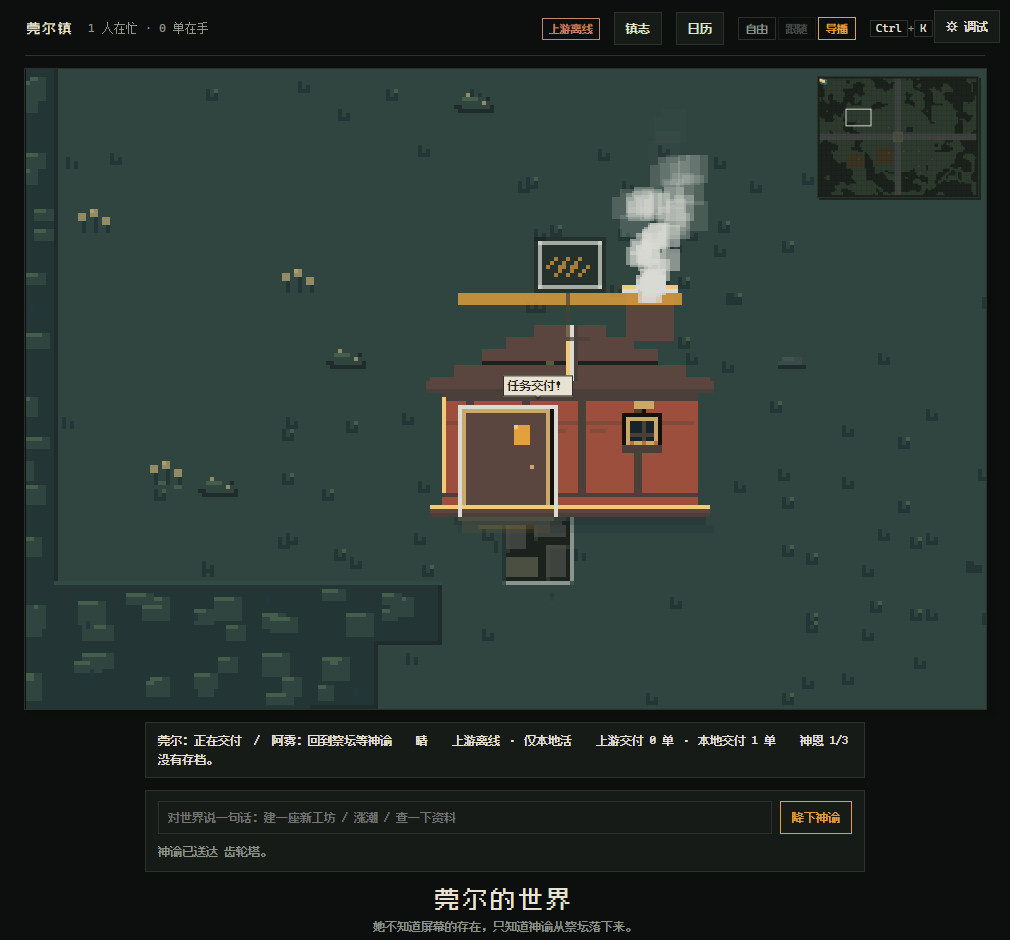 莞尔镇 1 人在忙 · 0 单在手 上游离线 镇志 日历 自由 跟随 导播 Ctrl + K 调试
任务交付!
莞尔: 正在交付 / 阿雾: 回到祭坛等神谕 晴 上游离线 · 仅本地活 上游交付 0 单 · 本地交付 1 单 神恩 1/3
没有存档。
对世界说一句话: 建一座新工坊 / 涨潮 / 查一下资料 降下神谕
神谕已送达 齿轮塔。
莞尔的世界
她不知道屏幕的存在, 只知道神谕从祭坛落下来。